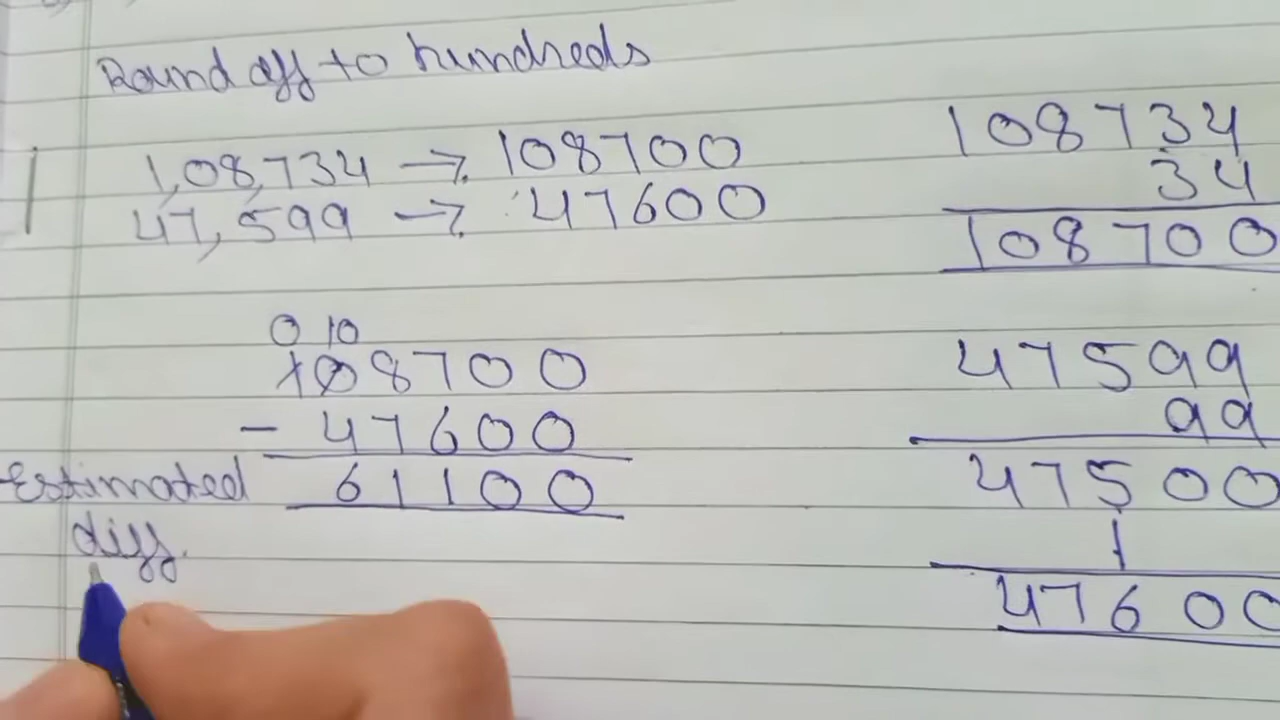 Round off to hundreds
1,08,734 → 108700
47,599 → 47600
0 10
108700
- 47600
Estimated 61100
diff.
108734
34
108700
47599
99
47500
1
47600